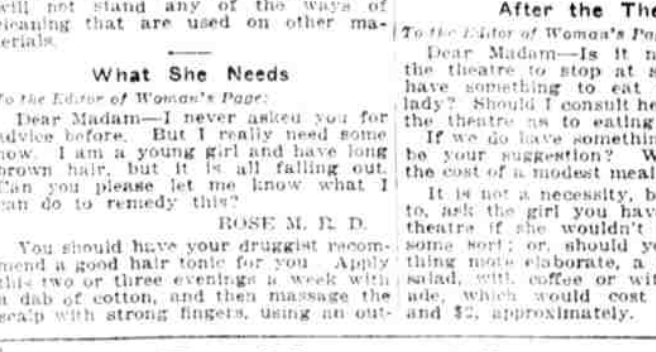 will not stand any of the ways of
cleaning that are used on other ma-
terials.
What She Needs
To the Editor of Woman's Page:
Dear Madam—I never asked you for
advice before. But I really need some
now. I am a young girl and have long
brown hair, but it is all falling out.
Can you please let me know what I
can do to remedy this?
ROSE M. R. D.
You should have your druggist recom-
mend a good hair tonic for you. Apply
this two or three evenings a week with
a dab of cotton, and then massage the
scalp with strong fingers, using an out-
After the The
To the Editor of Woman's Pa
Dear Madam—Is it n
the theatre to stop at s
have something to eat
lady? Should I consult he
the theatre as to eating
If we do have somethin
be your suggestion? W
the cost of a modest meal
It is not a necessity, b
to, ask the girl you hav
theatre if she wouldn't
some sort; or, should y
thing more elaborate, a
salad, with coffee or wit
ade, which would cost
and $2, approximately.